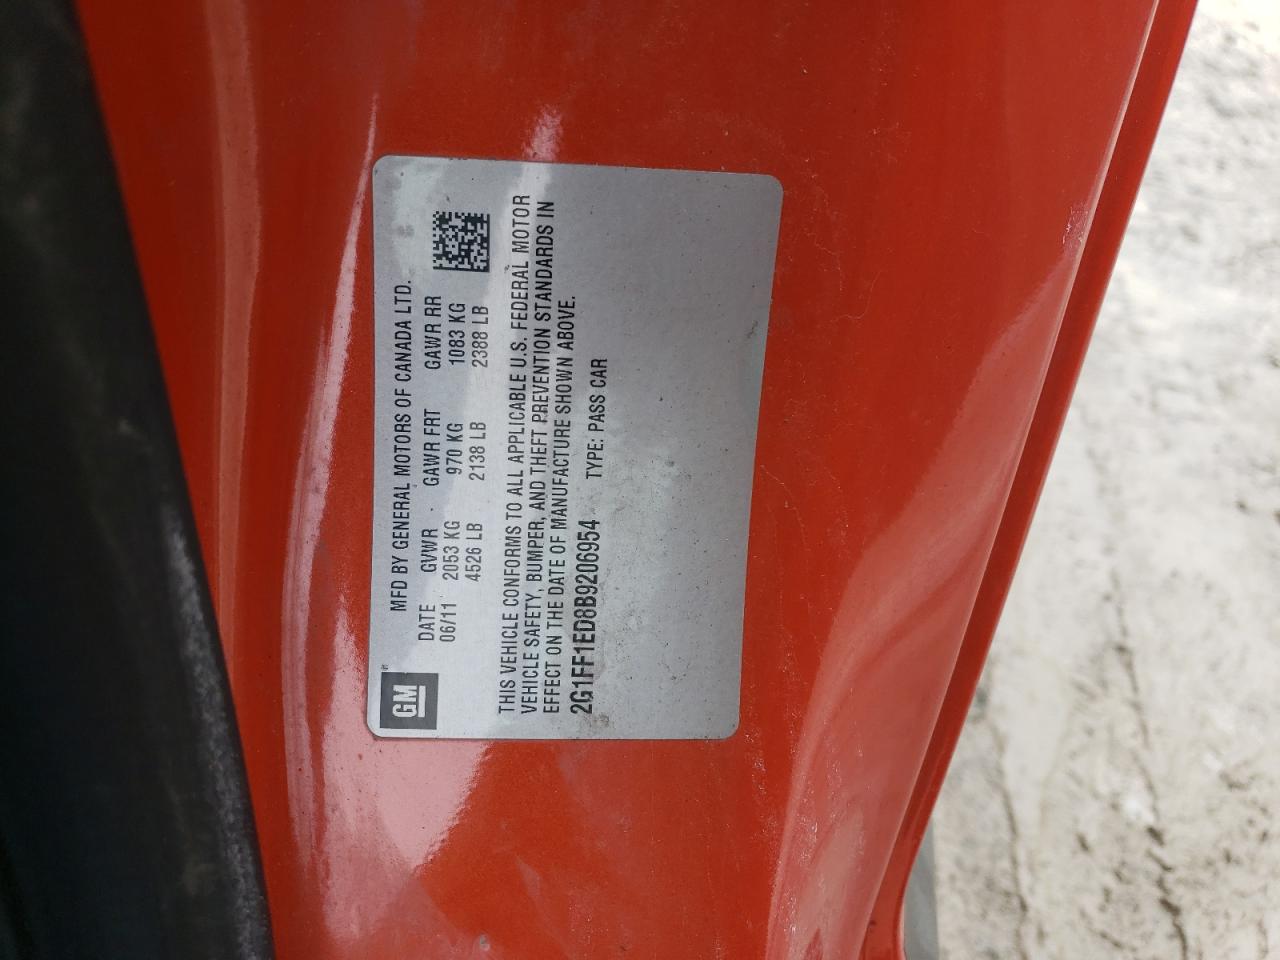 GM
MFD BY GENERAL MOTORS OF CANADA LTD.
DATE GVWR GAWR FRT GAWR RR
06/11 2053 KG 970 KG 1083 KG
4526 LB 2138 LB 2388 LB
THIS VEHICLE CONFORMS TO ALL APPLICABLE U.S. FEDERAL MOTOR
VEHICLE SAFETY, BUMPER, AND THEFT PREVENTION STANDARDS IN
EFFECT ON THE DATE OF MANUFACTURE SHOWN ABOVE.
2G1FF1ED8B9206954 TYPE: PASS CAR